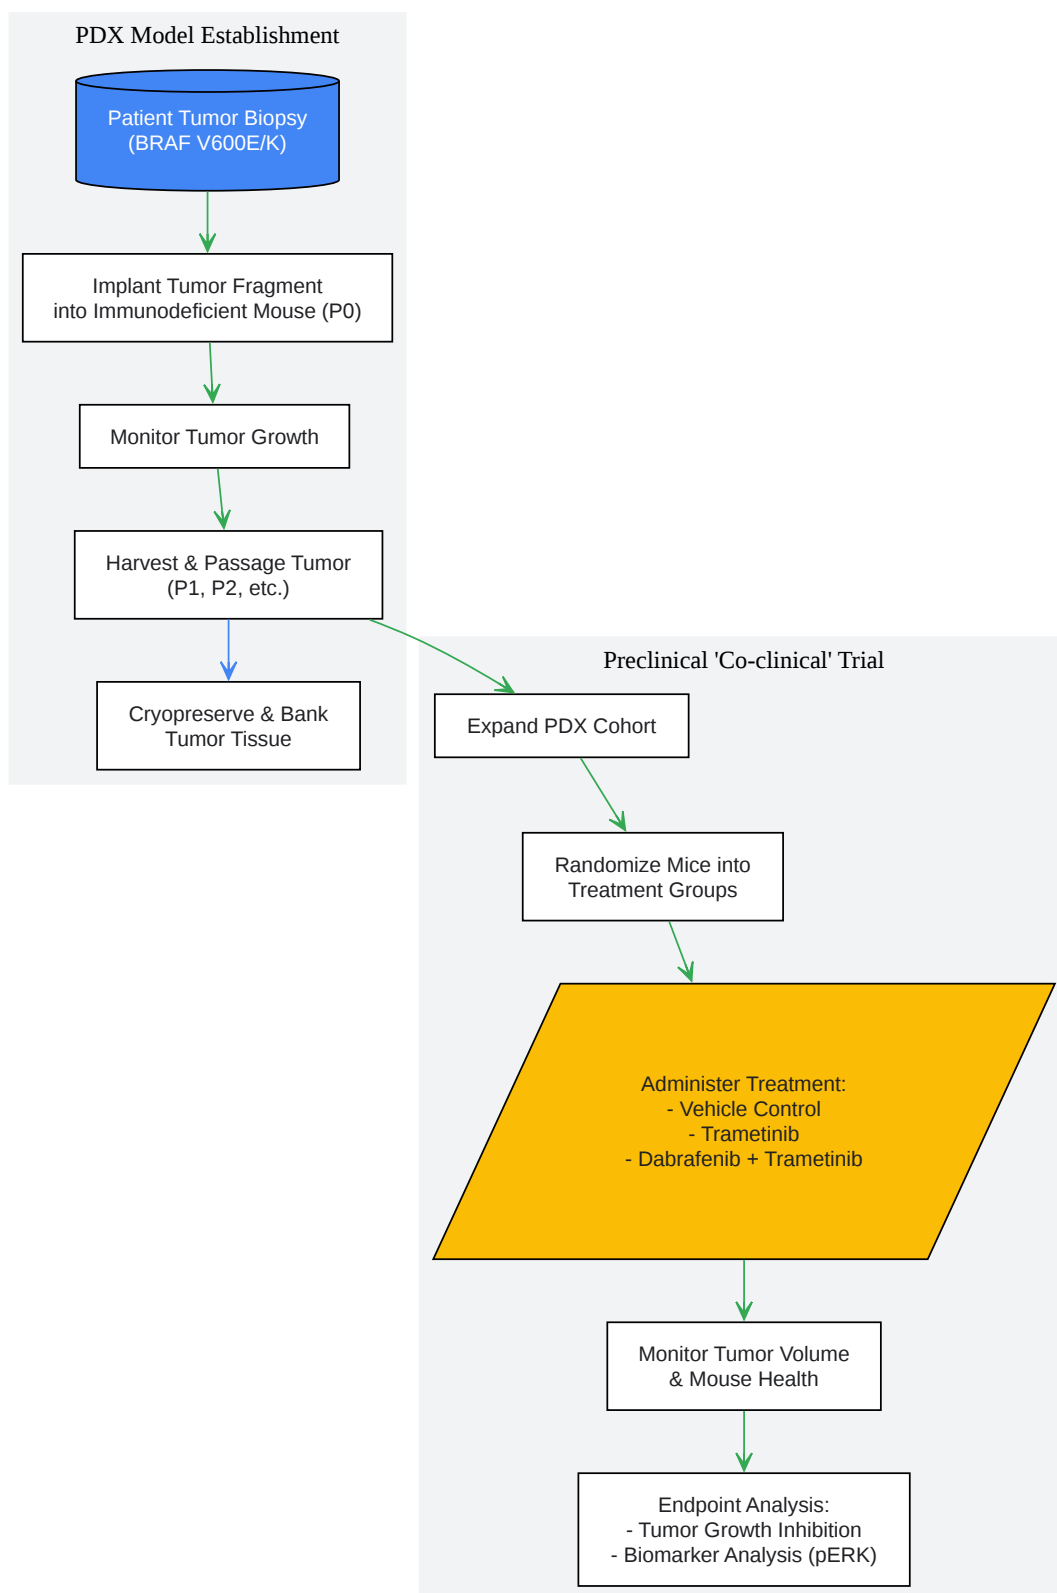 PDX Model Establishment
Patient Tumor Biopsy
(BRAF V600E/K)
Implant Tumor Fragment
into Immunodeficient Mouse (P0)
Monitor Tumor Growth
Harvest & Passage Tumor
(P1, P2, etc.)
Cryopreserve & Bank
Tumor Tissue
Preclinical 'Co-clinical' Trial
Expand PDX Cohort
Randomize Mice into
Treatment Groups
Administer Treatment:
- Vehicle Control
- Trametinib
- Dabrafenib + Trametinib
Monitor Tumor Volume
& Mouse Health
Endpoint Analysis:
- Tumor Growth Inhibition
- Biomarker Analysis (pERK)